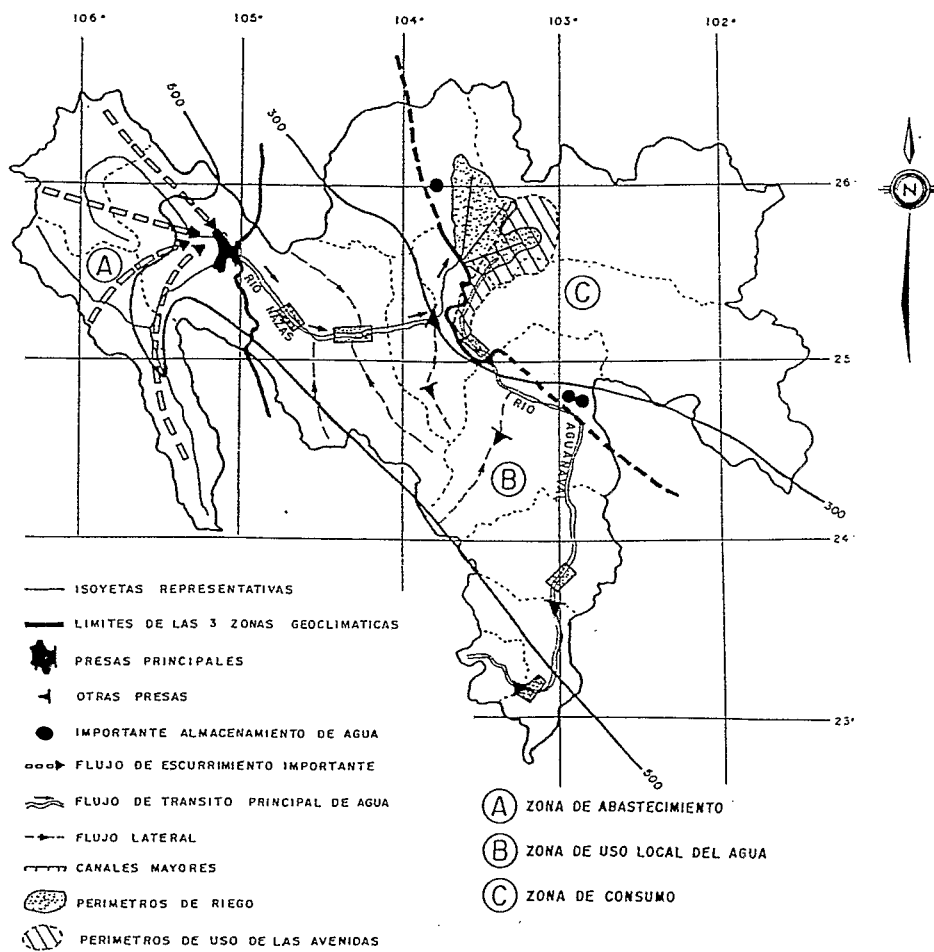 106° 105° 104° 103° 102°
600
300
N
26°
A
RIO NAZAS
C
25°
RIO AGUANAVAL
B
300
24°
23°
ISOYETAS REPRESENTATIVAS
LIMITES DE LAS 3 ZONAS GEOCLIMATICAS
PRESAS PRINCIPALES
OTRAS PRESAS
IMPORTANTE ALMACENAMIENTO DE AGUA
500
FLUJO DE ESCURRIMIENTO IMPORTANTE
FLUJO DE TRANSITO PRINCIPAL DE AGUA
FLUJO LATERAL
CANALES MAYORES
PERIMETROS DE RIEGO
PERIMETROS DE USO DE LAS AVENIDAS
A ZONA DE ABASTECIMIENTO
B ZONA DE USO LOCAL DEL AGUA
C ZONA DE CONSUMO